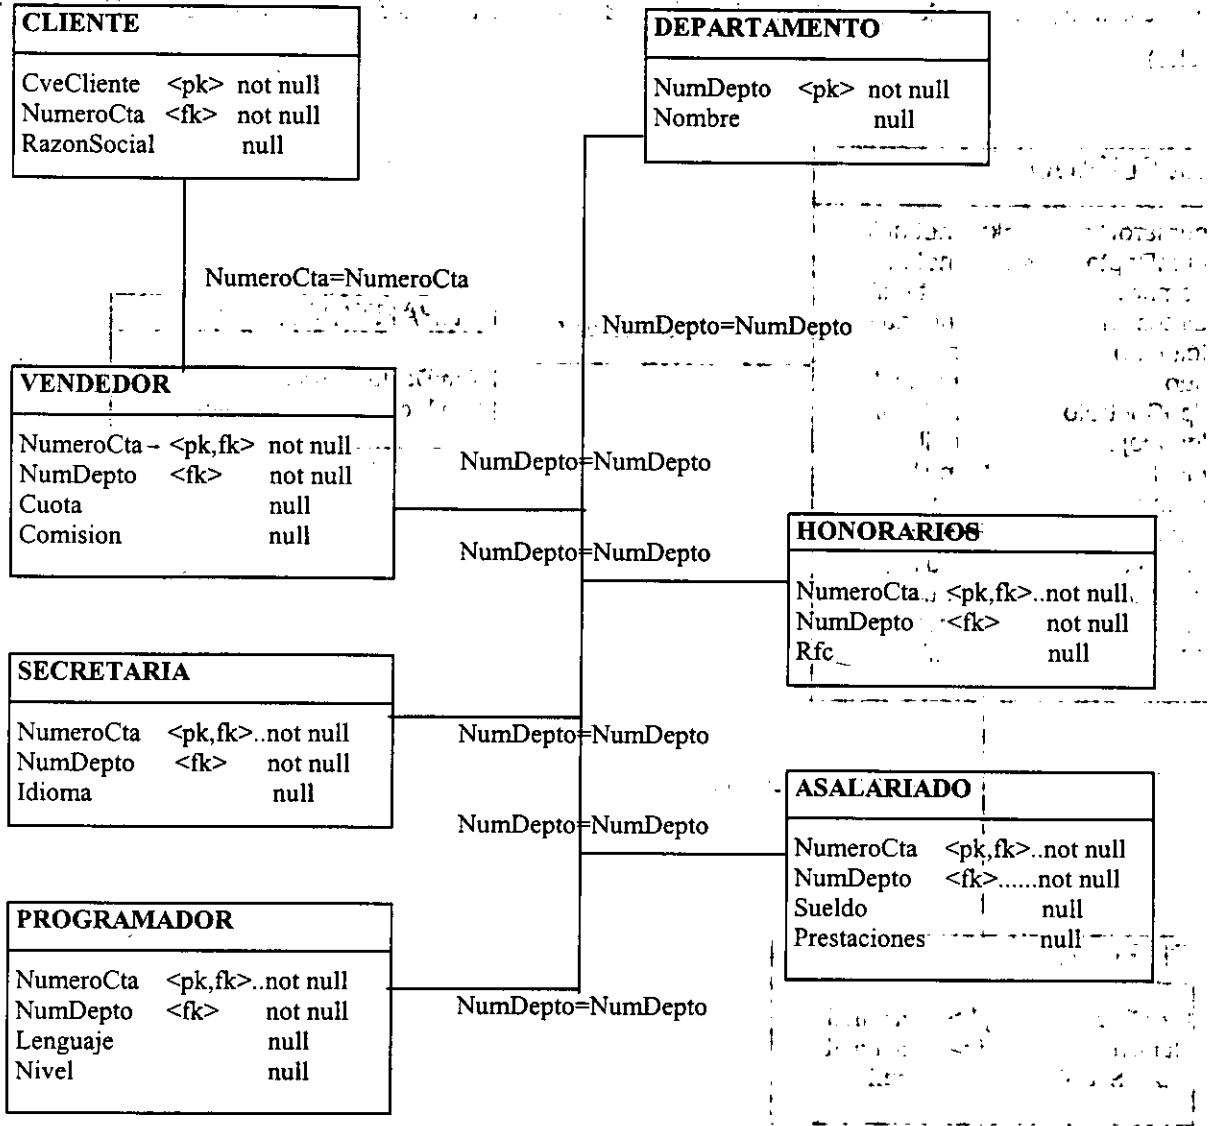 CLIENTE
CveCliente <pk> not null
NumeroCta <fk> not null
RazonSocial null
DEPARTAMENTO
NumDepto <pk> not null
Nombre null
NumeroCta=NumeroCta
NumDepto=NumDepto
VENDEDOR
NumeroCta <pk,fk> not null
NumDepto <fk> not null
Cuota null
Comision null
NumDepto=NumDepto
NumDepto=NumDepto
HONORARIOS
NumeroCta <pk,fk>..not null
NumDepto <fk> not null
Rfc null
SECRETARIA
NumeroCta <pk,fk>..not null
NumDepto <fk> not null
Idioma null
NumDepto=NumDepto
NumDepto=NumDepto
ASALARIADO
NumeroCta <pk,fk>..not null
NumDepto <fk>......not null
Sueldo null
Prestaciones null
PROGRAMADOR
NumeroCta <pk,fk>..not null
NumDepto <fk> not null
Lenguaje null
Nivel null
NumDepto=NumDepto